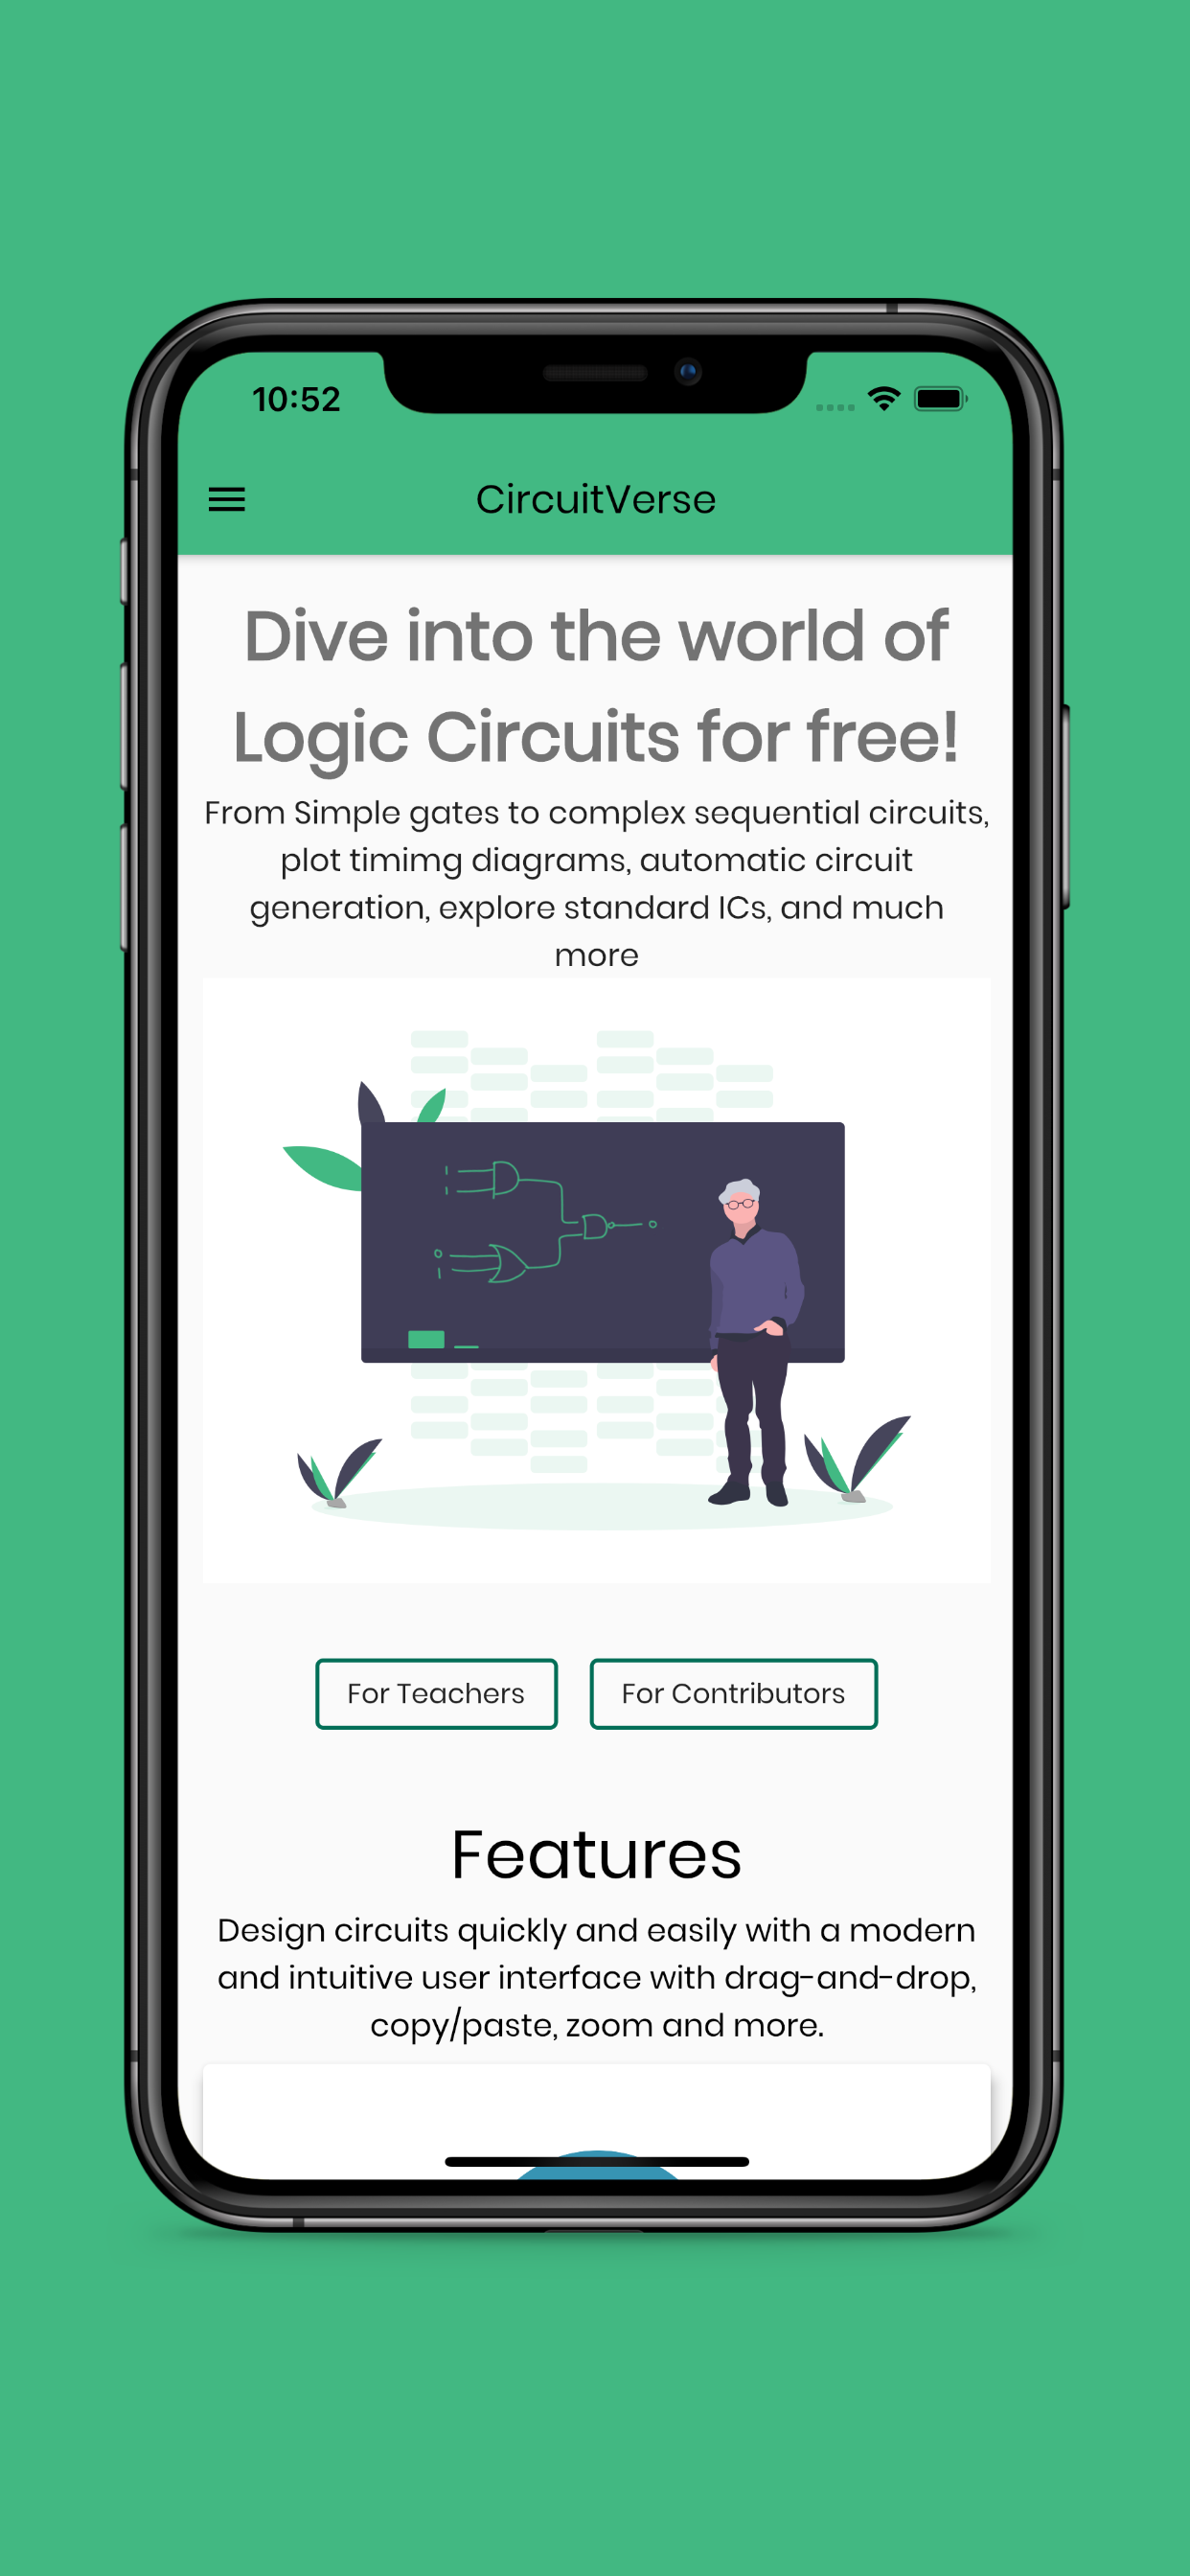 10:52
CircuitVerse
Dive into the world of
Logic Circuits for free!
From Simple gates to complex sequential circuits,
plot timimg diagrams, automatic circuit
generation, explore standard ICs, and much
more
For Teachers
For Contributors
Features
Design circuits quickly and easily with a modern
and intuitive user interface with drag-and-drop,
copy/paste, zoom and more.